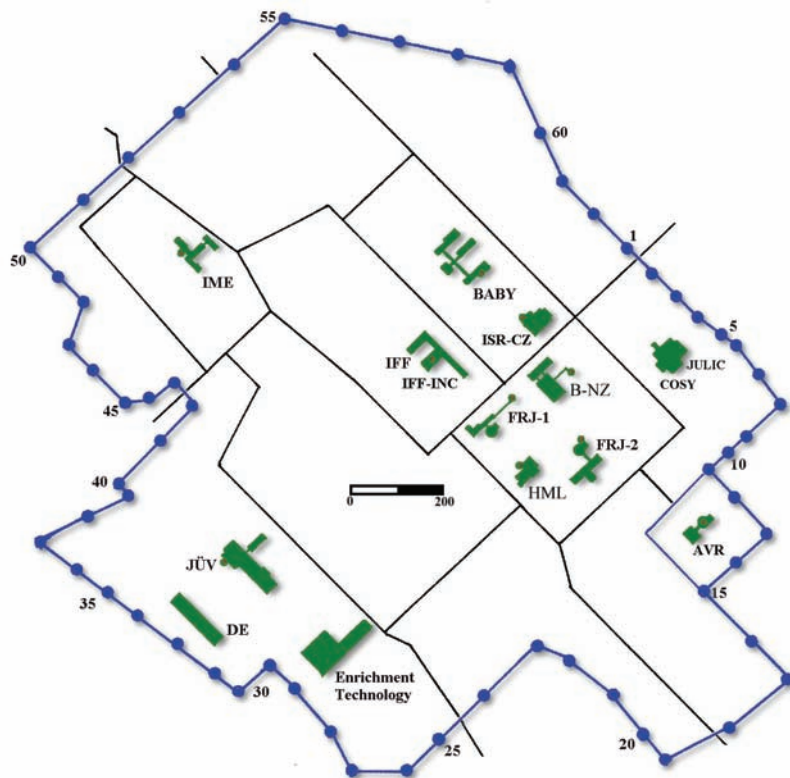 55
60
1
50
IME
BABY
5
ISR-CZ
IFF
JULIC
IFF-INC
COSY
B-NZ
45
FRJ-1
FRJ-2
10
40
HML
0 200
AVR
JÜV
35
15
DE
30
Enrichment
Technology
25
20